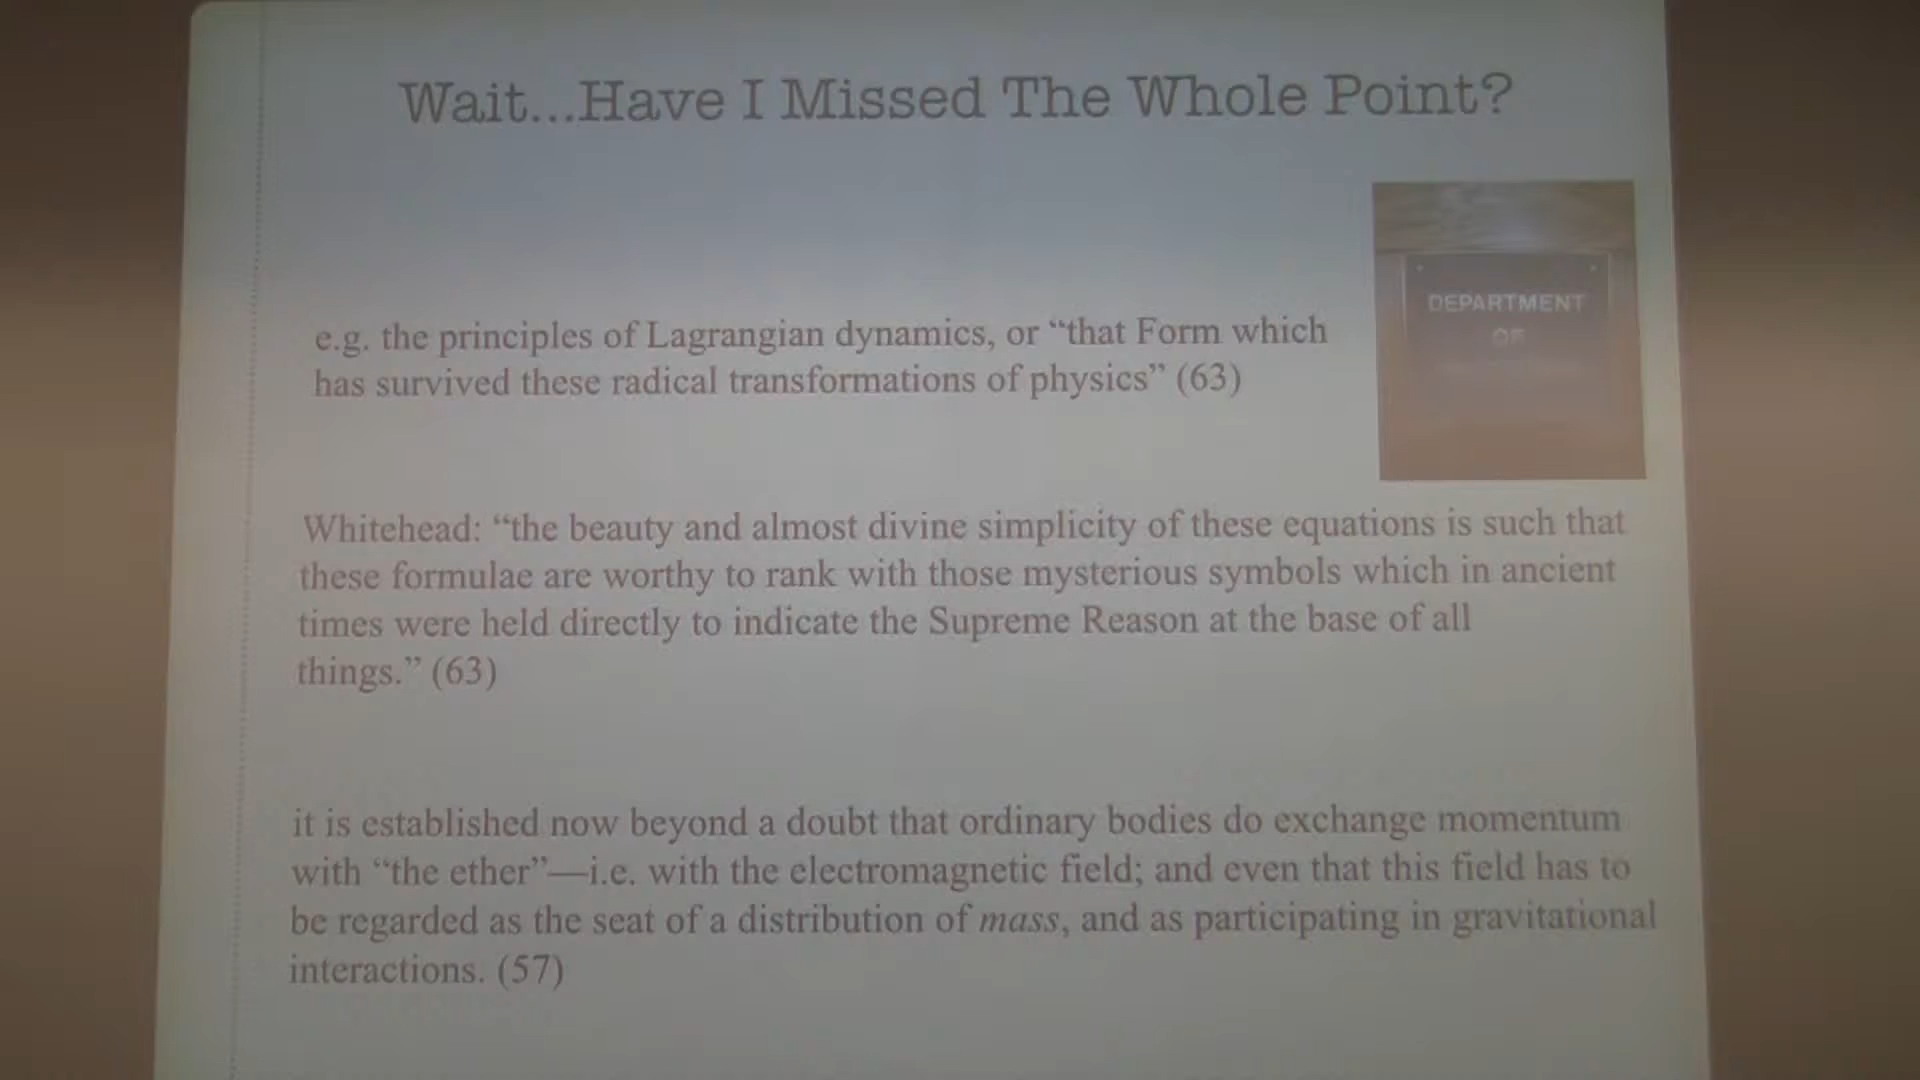 Wait...Have I Missed The Whole Point?
DEPARTMENT
OF
e.g. the principles of Lagrangian dynamics, or “that Form which
has survived these radical transformations of physics” (63)
Whitehead: “the beauty and almost divine simplicity of these equations is such that
these formulae are worthy to rank with those mysterious symbols which in ancient
times were held directly to indicate the Supreme Reason at the base of all
things.” (63)
it is established now beyond a doubt that ordinary bodies do exchange momentum
with “the ether”—i.e. with the electromagnetic field; and even that this field has to
be regarded as the seat of a distribution of mass, and as participating in gravitational
interactions. (57)